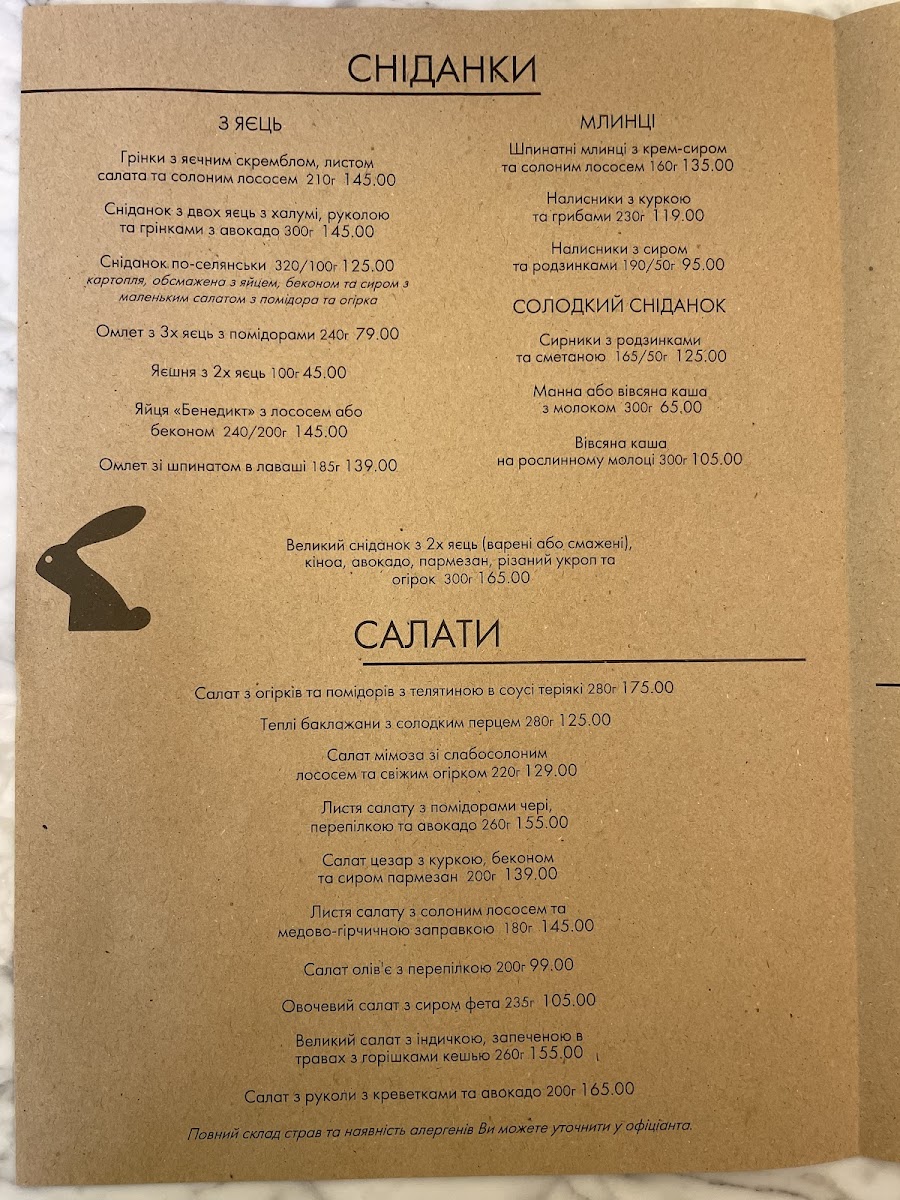 СНІДАНКИ
З ЯЄЦЬ
Грінки з яєчним скремблом, листом
салата та солоним лососем 210г 145.00
Сніданок з двох яєць з халумі, руколою
та грінками з авокадо 300г 145.00
Сніданок по-селянськи 320/100г 125.00
картопля, обсмажена з яйцем, беконом та сиром з
маленьким салатом з помідора та огірка
Омлет з 3х яєць з помідорами 240г 79.00
Яєшня з 2х яєць 100г 45.00
Яйця «Бенедикт» з лососем або
беконом 240/200г 145.00
Омлет зі шпинатом в лаваші 185г 139.00
МЛИНЦІ
Шпинатні млинці з крем-сиром
та солоним лососем 160г 135.00
Налисники з куркою
та грибами 230г 119.00
Налисники з сиром
та родзинками 190/50г 95.00
СОЛОДКИЙ СНІДАНОК
Сирники з родзинками
та сметаною 165/50г 125.00
Манна або вівсяна каша
з молоком 300г 65.00
Вівсяна каша
на рослинному молоці 300г 105.00
Великий сніданок з 2х яєць (варені або смажені),
кіноа, авокадо, пармезан, різаний укроп та
огірок 300г 165.00
САЛАТИ
Салат з огірків та помідорів з телятиною в соусі теріякі 280г 175.00
Теплі баклажани з солодким перцем 280г 125.00
Салат мімоза зі слабосолоним
лососем та свіжим огірком 220г 129.00
Листя салату з помідорами чері,
перепілкою та авокадо 260г 155.00
Салат цезар з куркою, беконом
та сиром пармезан 200г 139.00
Листя салату з солоним лососем та
медово-гірчичною заправкою 180г 145.00
Салат олів'є з перепілкою 200г 99.00
Овочевий салат з сиром фета 235г 105.00
Великий салат з індичкою, запеченою в
травах з горішками кешью 260г 155.00
Салат з руколи з креветками та авокадо 200г 165.00
Повний склад страв та наявність алергенів Ви можете уточнити у офіціанта.